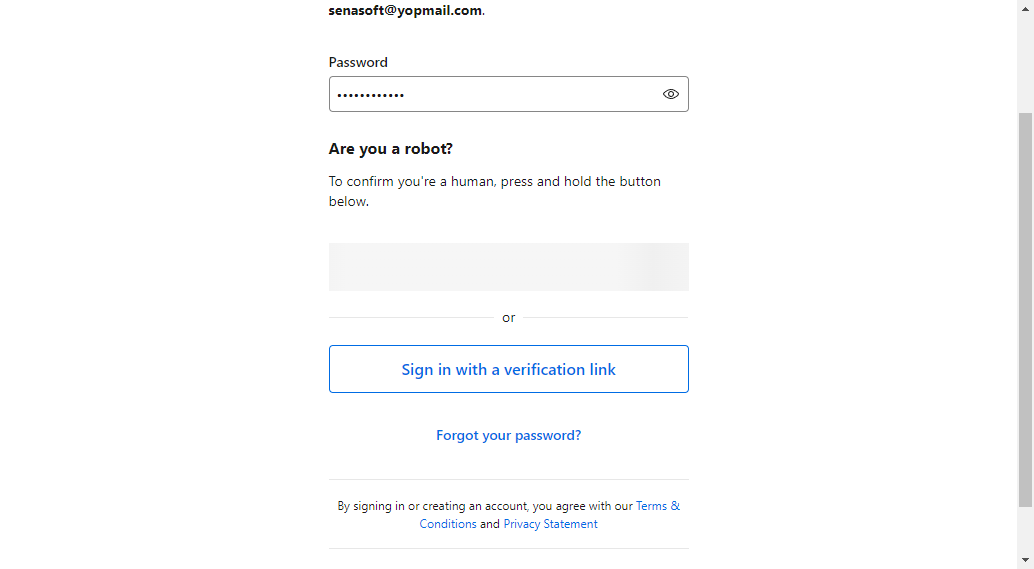 senasoft@yopmail.com.
Password
••••••••••••
Are you a robot?
To confirm you're a human, press and hold the button
below.
or
Sign in with a verification link
Forgot your password?
By signing in or creating an account, you agree with our Terms &
Conditions and Privacy Statement